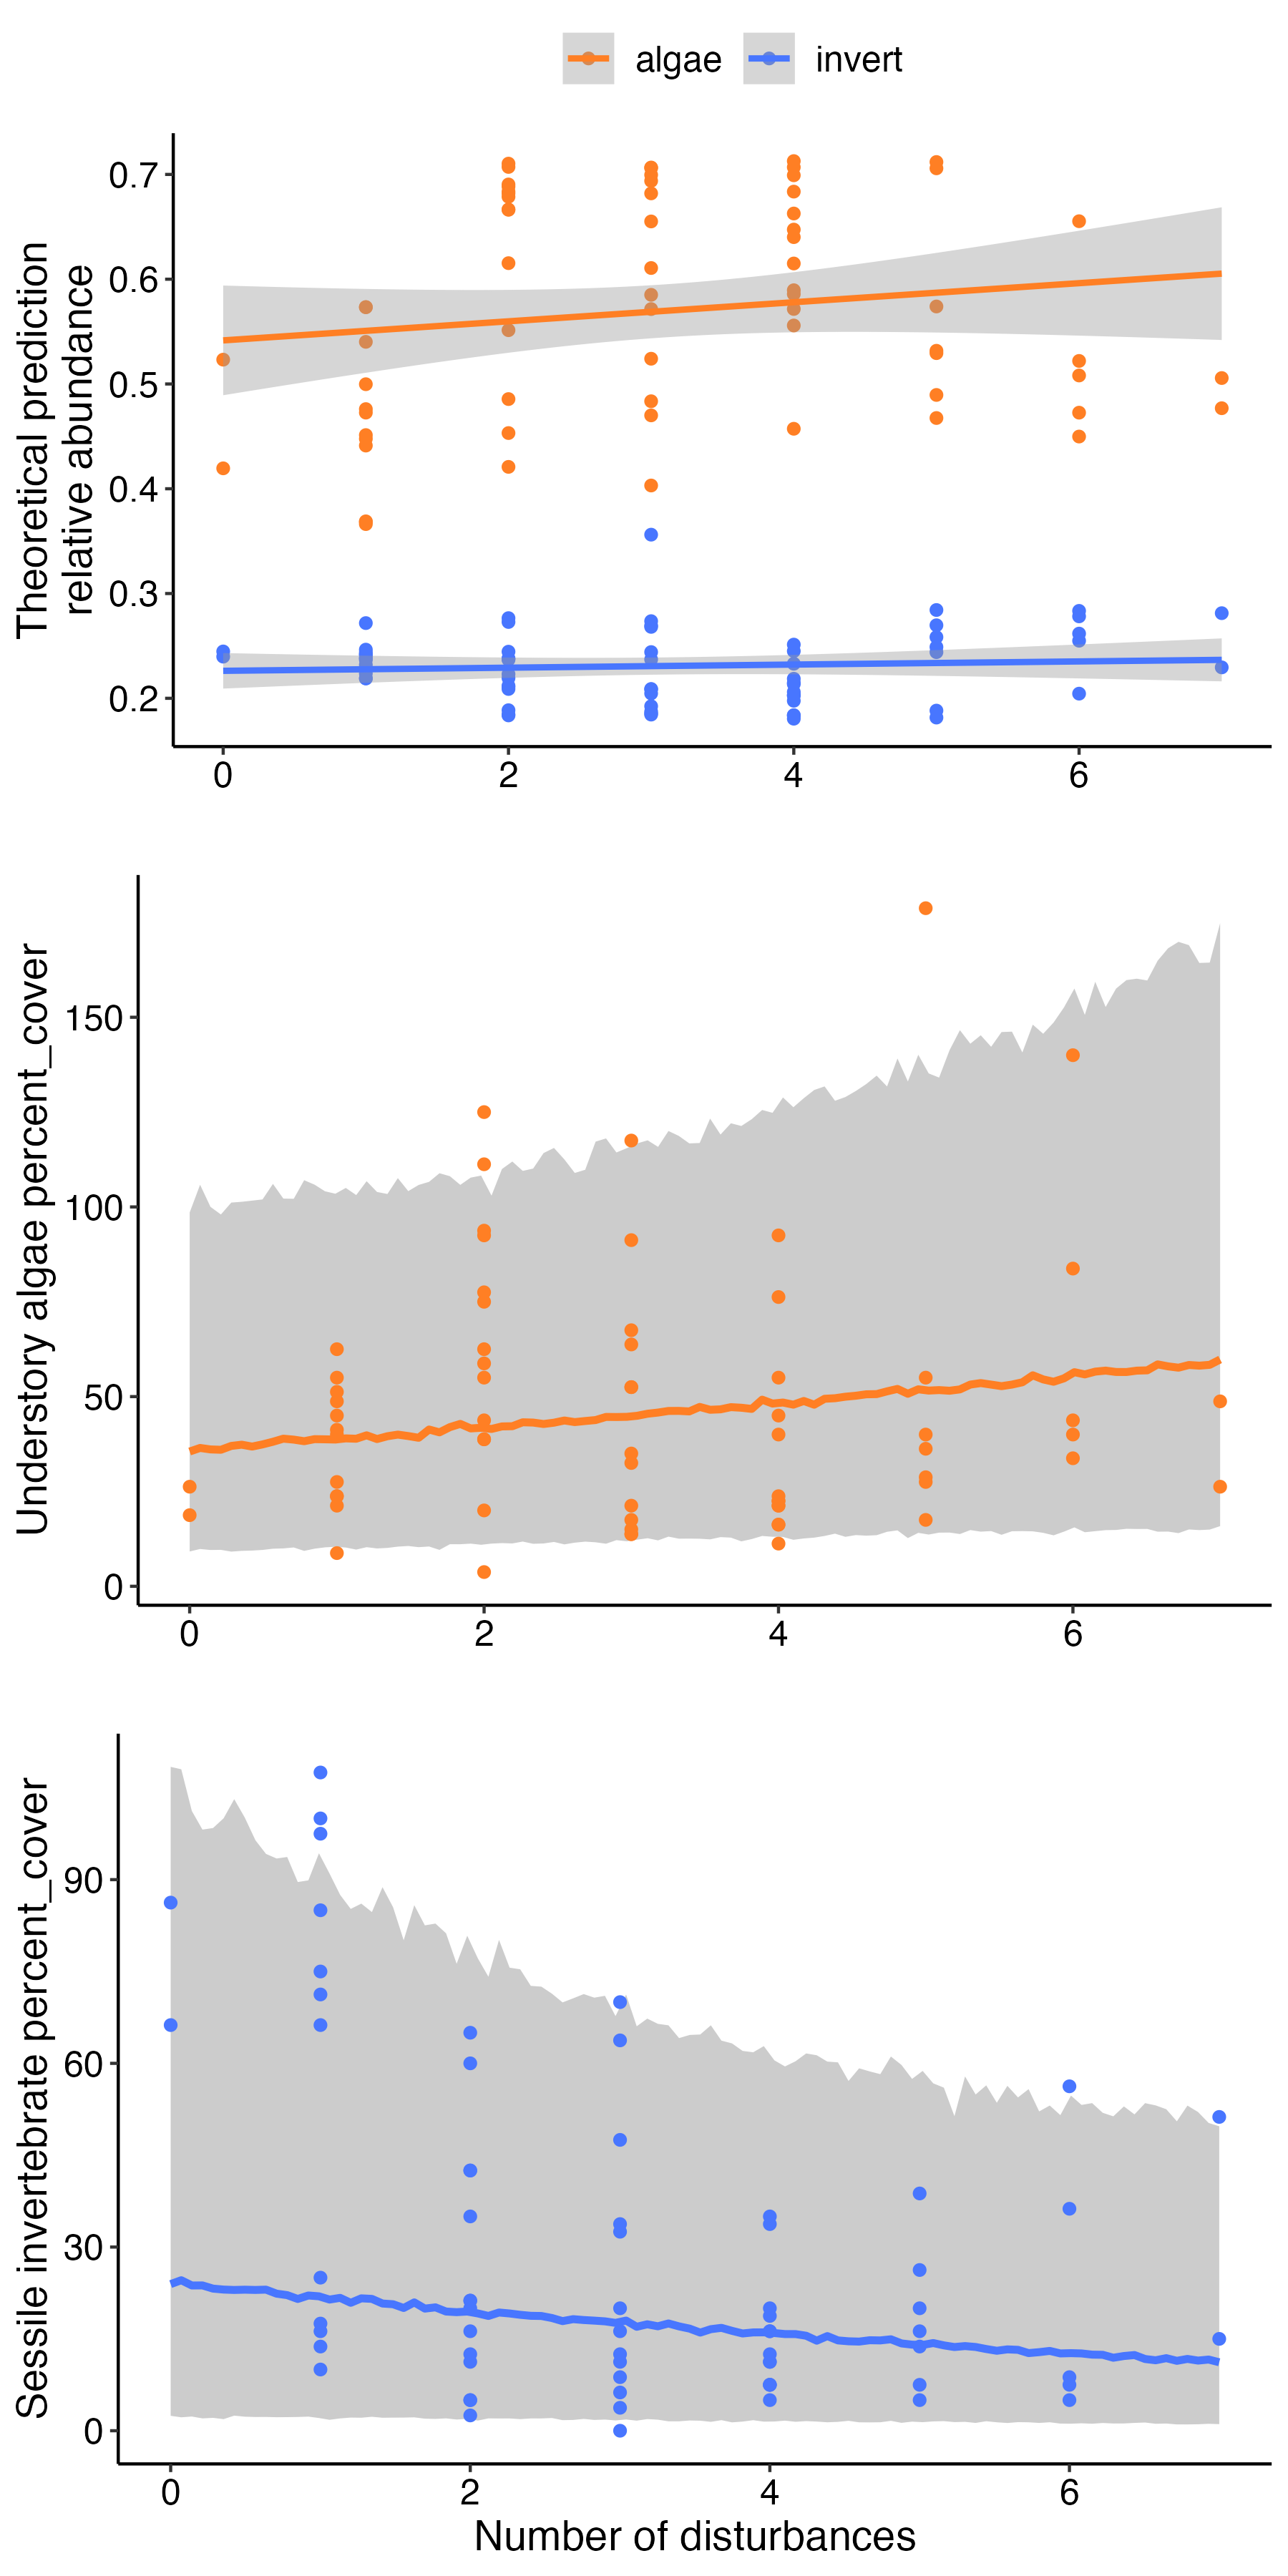 algae invert
Theoretical prediction
relative abundance
0.7
0.6
0.5
0.4
0.3
0.2
0 2 4 6
Understory algae percent_cover
150
100
50
0
0 2 4 6
Sessile invertebrate percent_cover
90
60
30
0
0 2 4 6
Number of disturbances